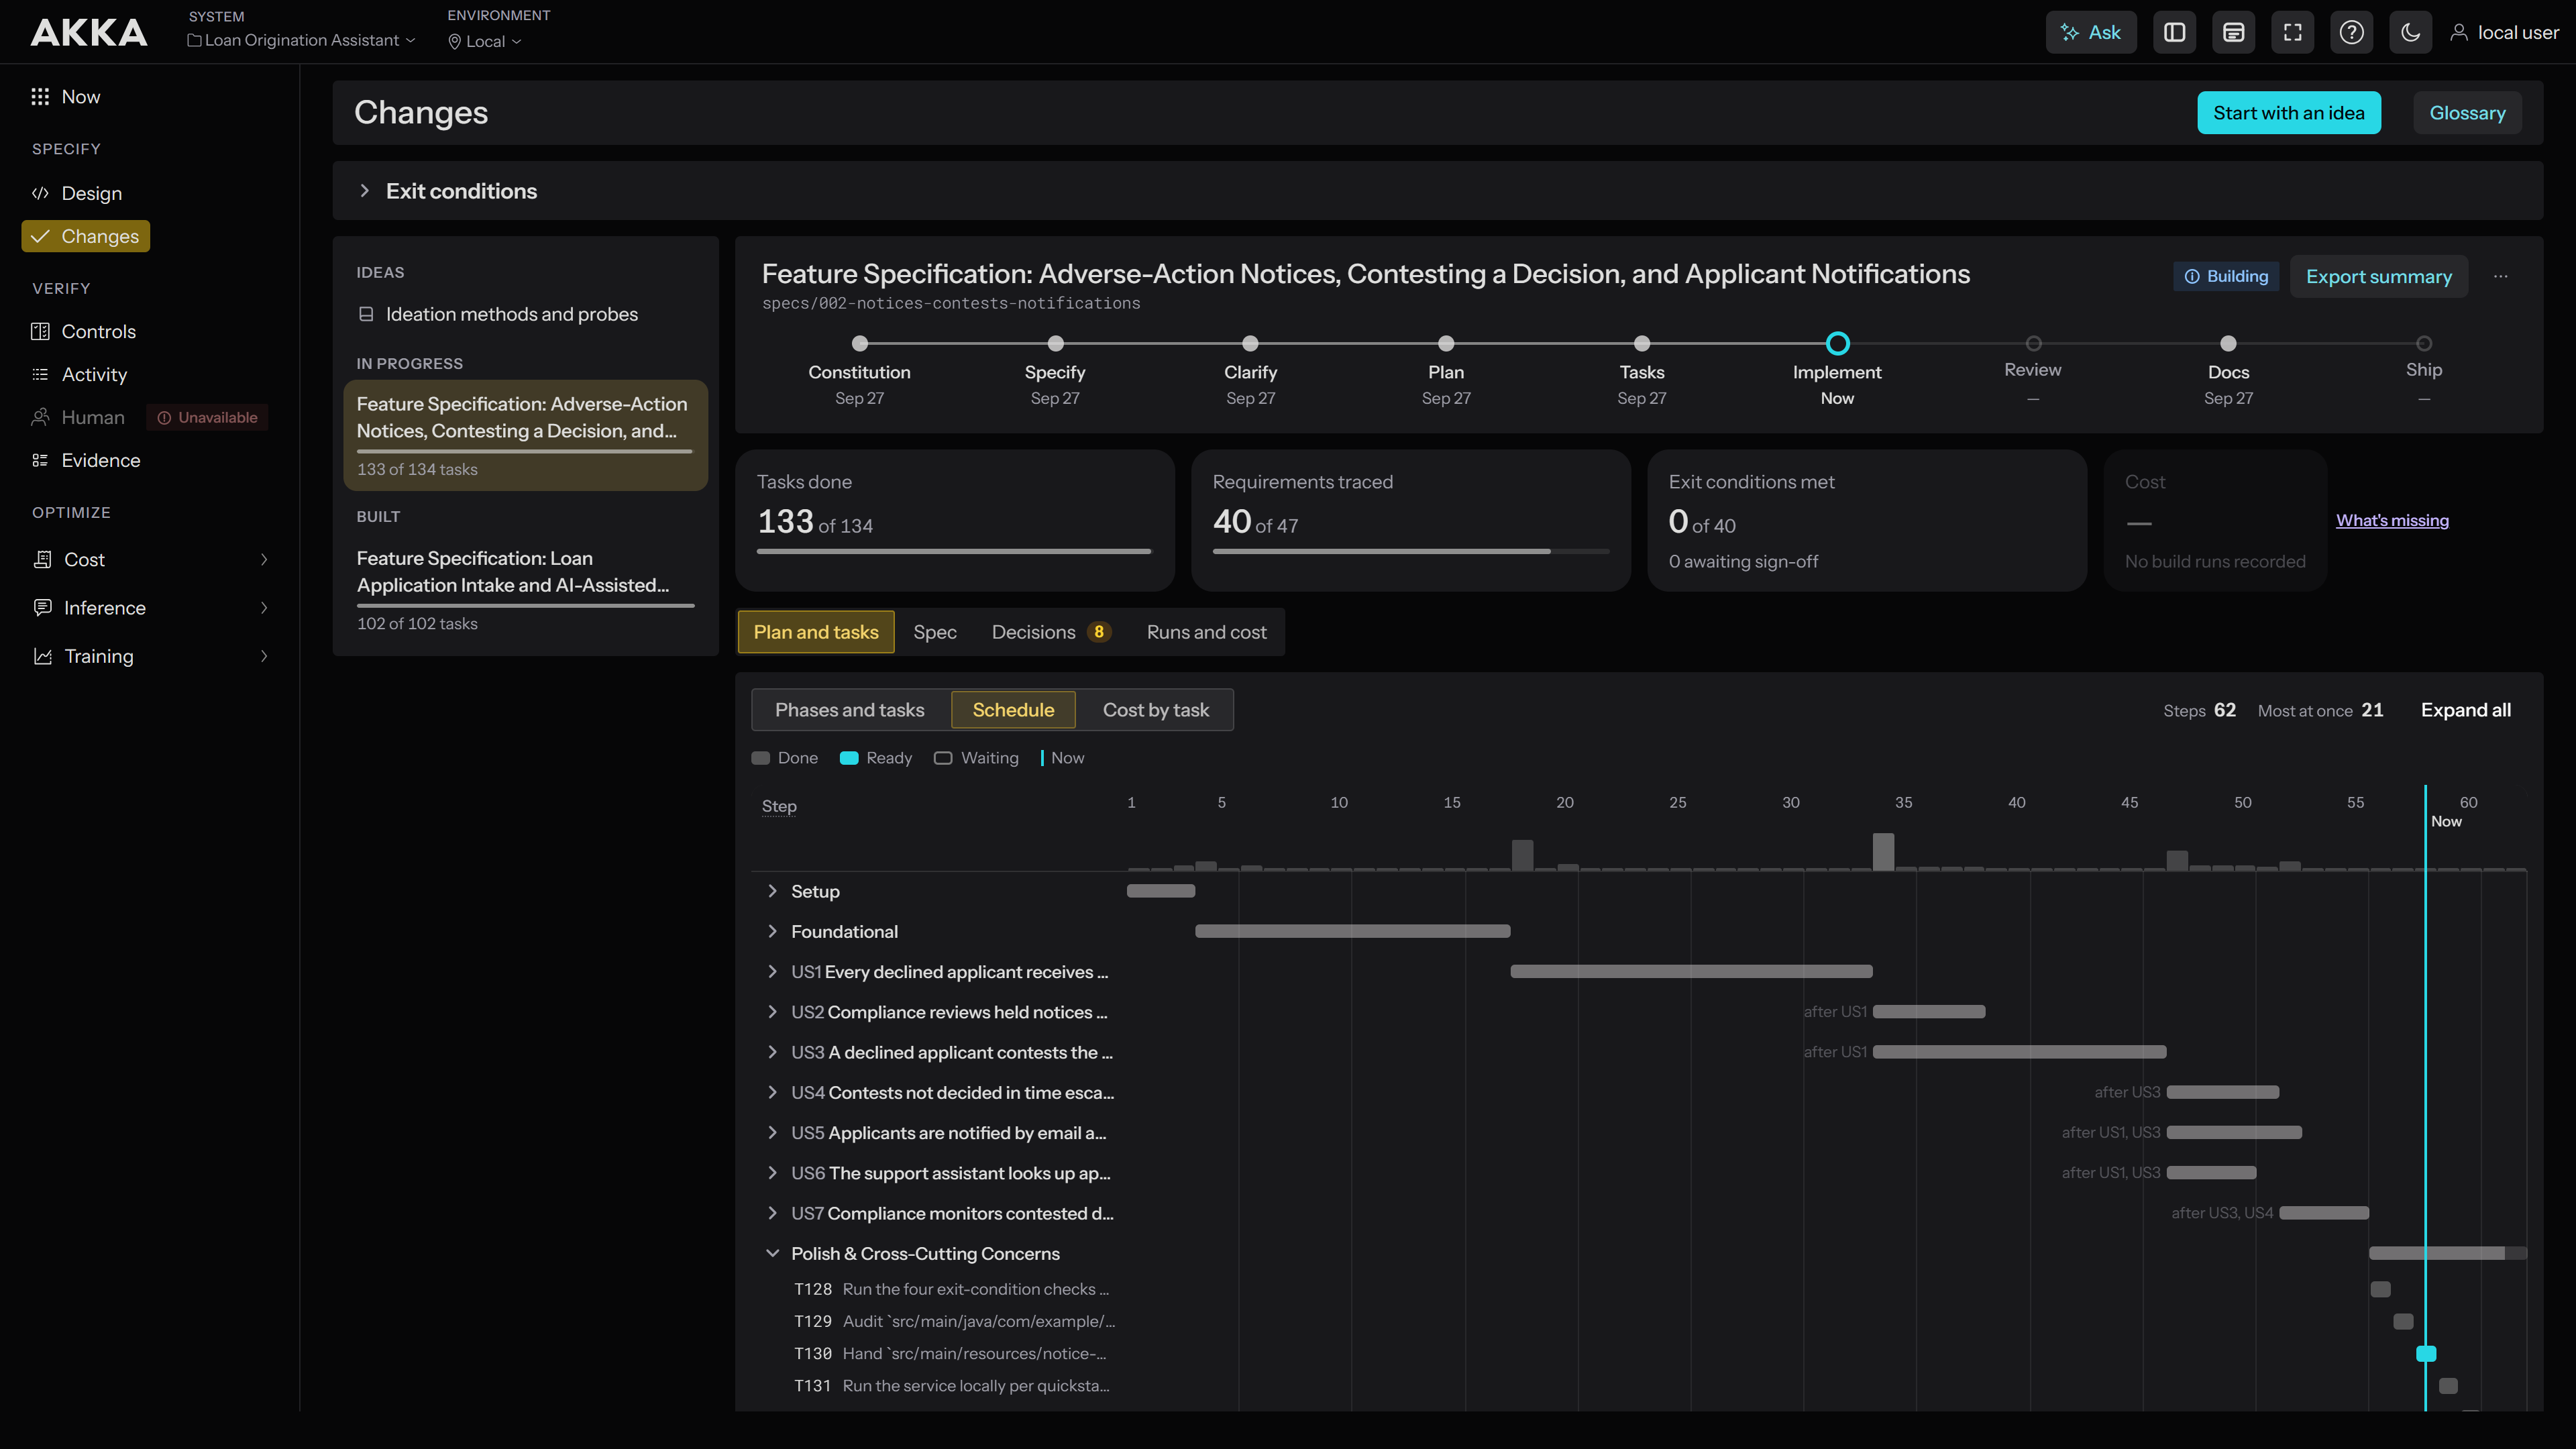 AKKA
SYSTEM
Loan Origination Assistant
ENVIRONMENT
Local
Ask
local user
Now
SPECIFY
Design
Changes
VERIFY
Controls
Activity
Human
Unavailable
Evidence
OPTIMIZE
Cost
Inference
Training
Changes
Start with an idea
Glossary
Exit conditions
IDEAS
Ideation methods and probes
IN PROGRESS
Feature Specification: Adverse-Action
Notices, Contesting a Decision, and...
133 of 134 tasks
BUILT
Feature Specification: Loan
Application Intake and AI-Assisted...
102 of 102 tasks
Feature Specification: Adverse-Action Notices, Contesting a Decision, and Applicant Notifications
specs/002-notices-contests-notifications
Building
Export summary
...
Constitution
Sep 27
Specify
Sep 27
Clarify
Sep 27
Plan
Sep 27
Tasks
Sep 27
Implement
Now
Review
—
Docs
Sep 27
Ship
—
Tasks done
133 of 134
Requirements traced
40 of 47
Exit conditions met
0 of 40
0 awaiting sign-off
Cost
—
No build runs recorded
What's missing
Plan and tasks
Spec
Decisions 8
Runs and cost
Phases and tasks
Schedule
Cost by task
Steps 62
Most at once 21
Expand all
Done
Ready
Waiting
Now
Step
1 5 10 15 20 25 30 35 40 45 50 55 60
Now
Setup
Foundational
US1 Every declined applicant receives ...
US2 Compliance reviews held notices ...
after US1
US3 A declined applicant contests the ...
after US1
US4 Contests not decided in time esca...
after US3
US5 Applicants are notified by email a...
after US1, US3
US6 The support assistant looks up ap...
after US1, US3
US7 Compliance monitors contested d...
after US3, US4
Polish & Cross-Cutting Concerns
T128 Run the four exit-condition checks ...
T129 Audit `src/main/java/com/example/...
T130 Hand `src/main/resources/notice-...
T131 Run the service locally per quicksta...